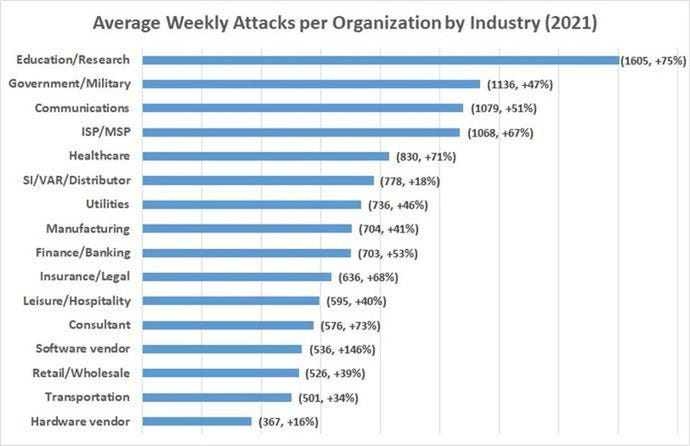 Average Weekly Attacks per Organization by Industry (2021)
Education/Research (1605, +75%)
Government/Military (1136, +47%)
Communications (1079, +51%)
ISP/MSP (1068, +67%)
Healthcare (830, +71%)
SI/VAR/Distributor (778, +18%)
Utilities (736, +46%)
Manufacturing (704, +41%)
Finance/Banking (703, +53%)
Insurance/Legal (636, +68%)
Leisure/Hospitality (595, +40%)
Consultant (576, +73%)
Software vendor (536, +146%)
Retail/Wholesale (526, +39%)
Transportation (501, +34%)
Hardware vendor (367, +16%)